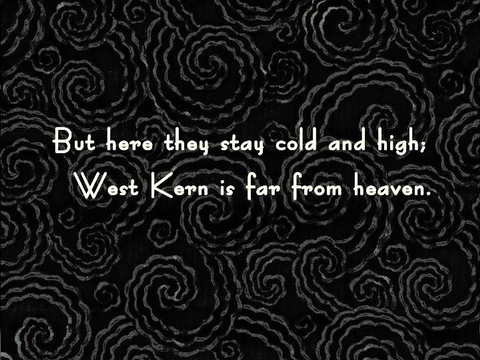 But here they stay cold and high;
West Kern is far from heaven.